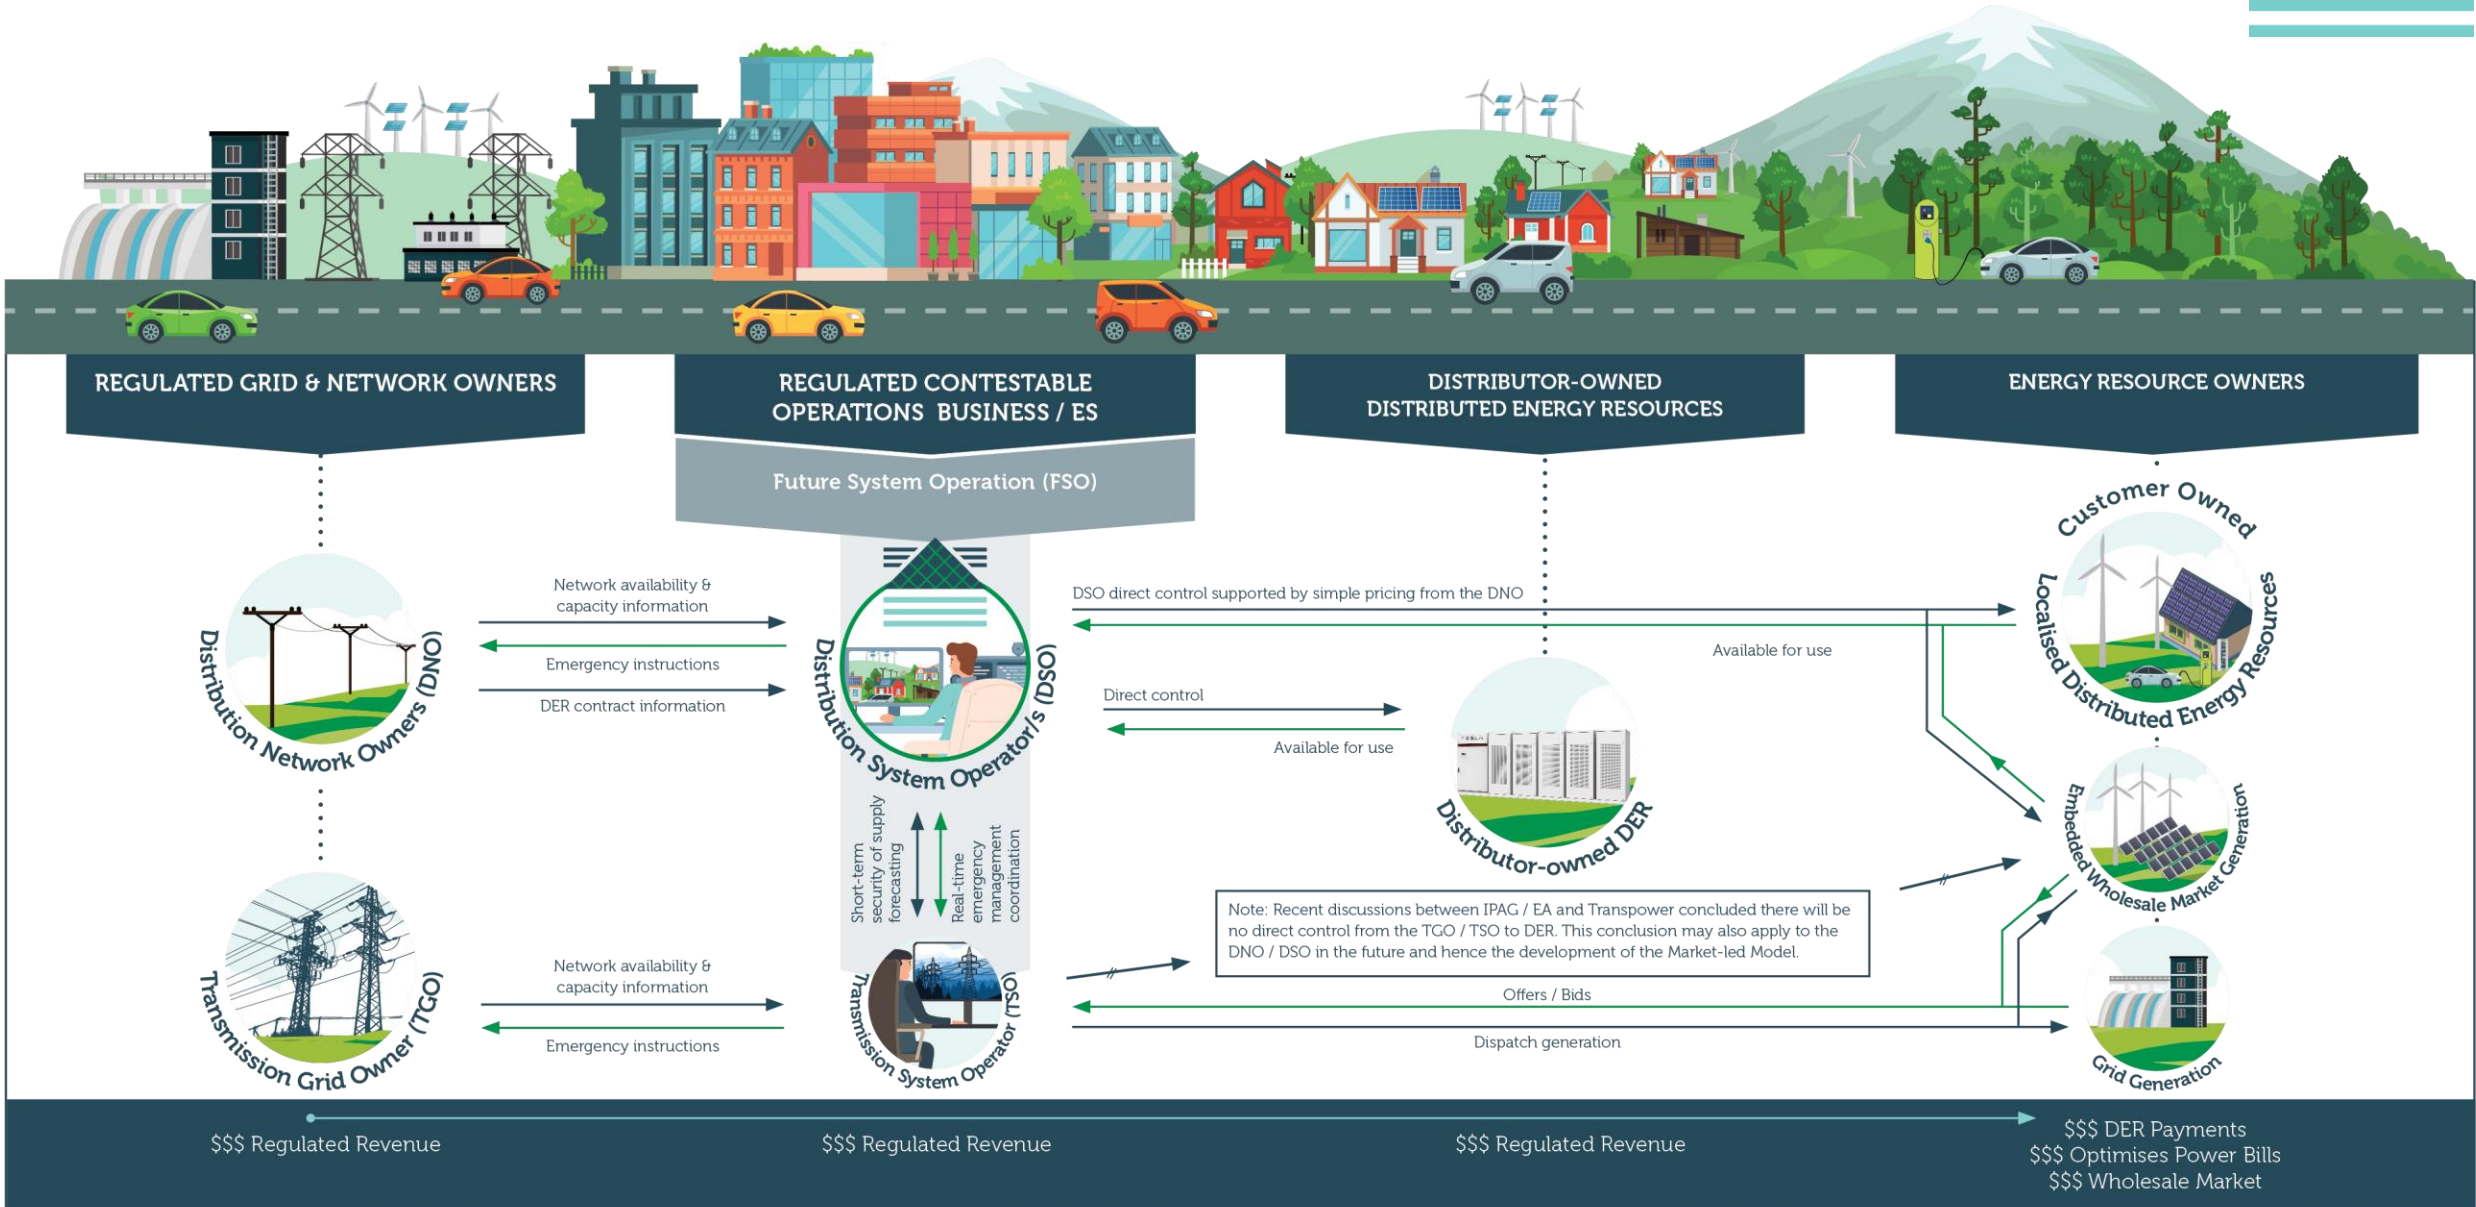 REGULATED GRID & NETWORK OWNERS
REGULATED CONTESTABLE
OPERATIONS BUSINESS / ES
DISTRIBUTOR-OWNED
DISTRIBUTED ENERGY RESOURCES
ENERGY RESOURCE OWNERS
Future System Operation (FSO)
Distribution Network Owners (DNO)
Network availability &
capacity information
Emergency instructions
DER contract information
Distribution System Operator/s (DSO)
DSO direct control supported by simple pricing from the DNO
Available for use
Direct control
Available for use
TESLA
Distributor-owned DER
Customer Owned
Localised Distributed Energy Resources
Embedded Wholesale Market Generation
Short-term
security of supply
forecasting
Real-time
emergency
management
coordination
Note: Recent discussions between IPAG / EA and Transpower concluded there will be
no direct control from the TGO / TSO to DER. This conclusion may also apply to the
DNO / DSO in the future and hence the development of the Market-led Model.
Transmission Grid Owner (TGO)
Network availability &
capacity information
Emergency instructions
Transmission System Operator (TSO)
Offers / Bids
Dispatch generation
Grid Generation
$$$ Regulated Revenue
$$$ Regulated Revenue
$$$ Regulated Revenue
$$$ DER Payments
$$$ Optimises Power Bills
$$$ Wholesale Market